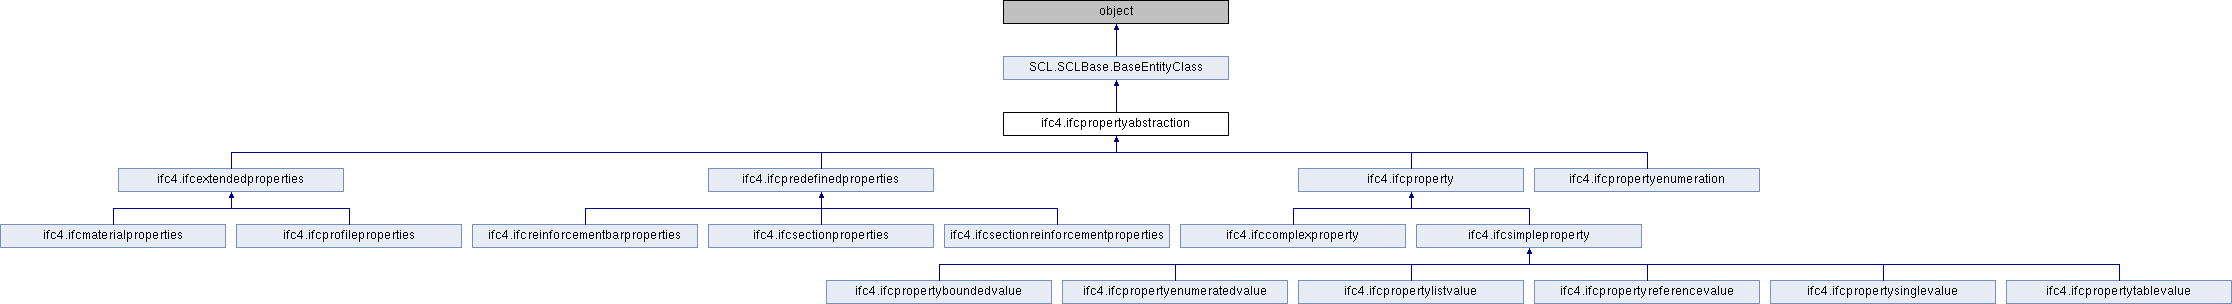 object
SCL.SCLBase.BaseEntityClass
ifc4.ifcpropertyabstraction
ifc4.ifcextendedproperties
ifc4.ifcpredefinedproperties
ifc4.ifcproperty
ifc4.ifcpropertyenumeration
ifc4.ifcmaterialproperties
ifc4.ifcprofileproperties
ifc4.ifcreinforcementbarproperties
ifc4.ifcsectionproperties
ifc4.ifcsectionreinforcementproperties
ifc4.ifccomplexproperty
ifc4.ifcsimpleproperty
ifc4.ifcpropertyboundedvalue
ifc4.ifcpropertyenumeratedvalue
ifc4.ifcpropertylistvalue
ifc4.ifcpropertyreferencevalue
ifc4.ifcpropertysinglevalue
ifc4.ifcpropertytablevalue